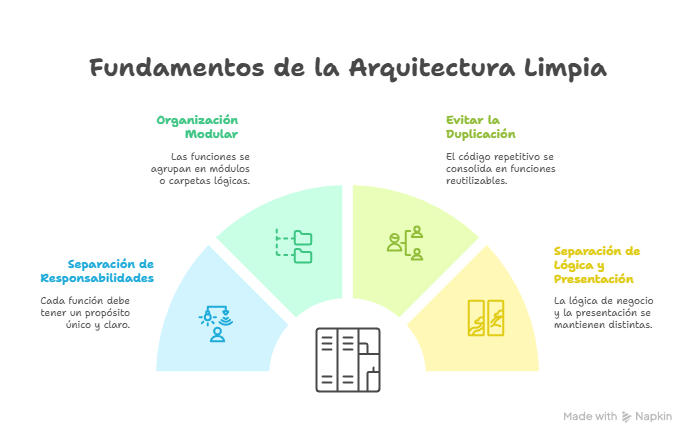 Fundamentos de la Arquitectura Limpia
Organización
Modular
Las funciones se
agrupan en módulos
o carpetas lógicas.
Evitar la
Duplicación
El código repetitivo se
consolida en funciones
reutilizables.
Separación de
Responsabilidades
Cada función debe
tener un propósito
único y claro.
Separación de
Lógica y
Presentación
La lógica de negocio
y la presentación se
mantienen distintas.
Made with Napkin